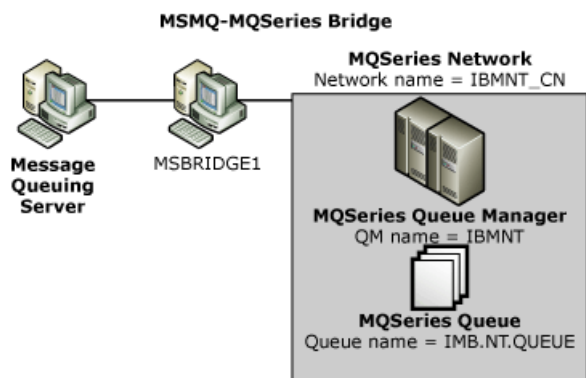 MSMQ-MQSeries Bridge
MQSeries Network
Network name = IBMNT_CN
Message
Queuing
Server
MSBRIDGE1
MQSeries Queue Manager
QM name = IBMNT
MQSeries Queue
Queue name = IMB.NT.QUEUE